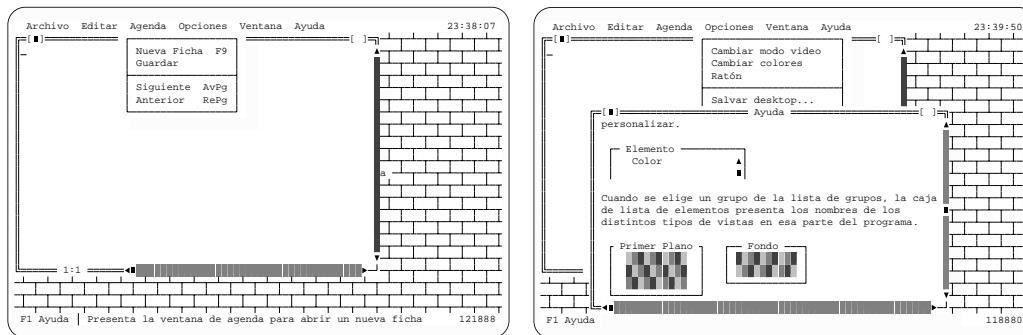 Archivo Editar Agenda Opciones Ventana Ayuda 23:38:07
Nueva Ficha F9
Guardar
Siguiente AvPg
Anterior RePg
a
1:1
F1 Ayuda | Presenta la ventana de agenda para abrir un nueva ficha 121888
Archivo Editar Agenda Opciones Ventana Ayuda 23:39:50
Cambiar modo video
Cambiar colores
Ratón
Salvar desktop...
Ayuda
personalizar.
Elemento
Color
Cuando se elige un grupo de la lista de grupos, la caja
de lista de elementos presenta los nombres de los
distintos tipos de vistas en esa parte del programa.
Primer Plano Fondo
F1 Ayuda 118880